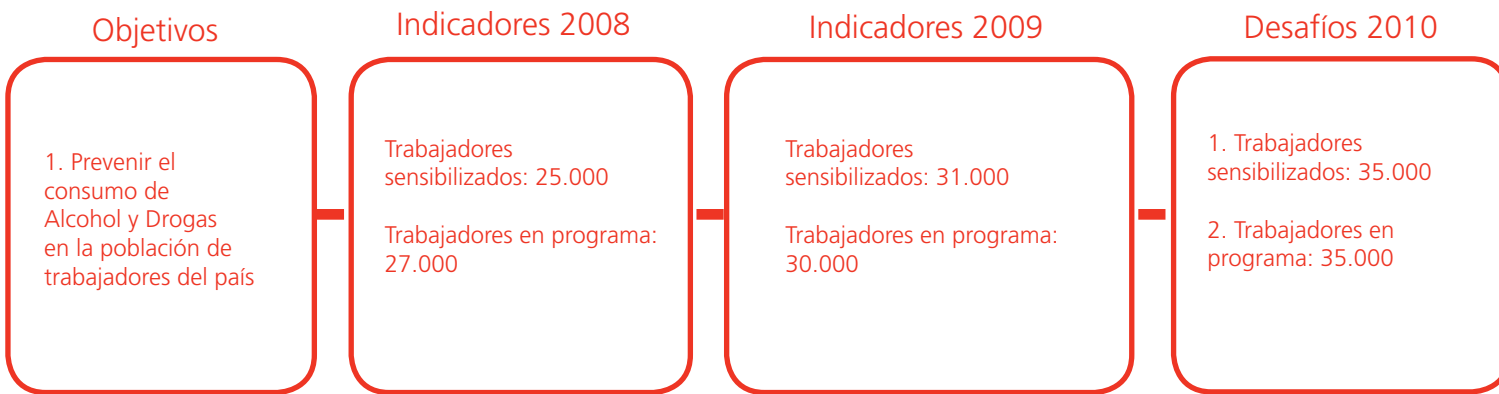 Objetivos
1. Prevenir el
consumo de
Alcohol y Drogas
en la población de
trabajadores del país
Indicadores 2008
Trabajadores
sensibilizados: 25.000
Trabajadores en programa:
27.000
Indicadores 2009
Trabajadores
sensibilizados: 31.000
Trabajadores en programa:
30.000
Desafíos 2010
1. Trabajadores
sensibilizados: 35.000
2. Trabajadores en
programa: 35.000